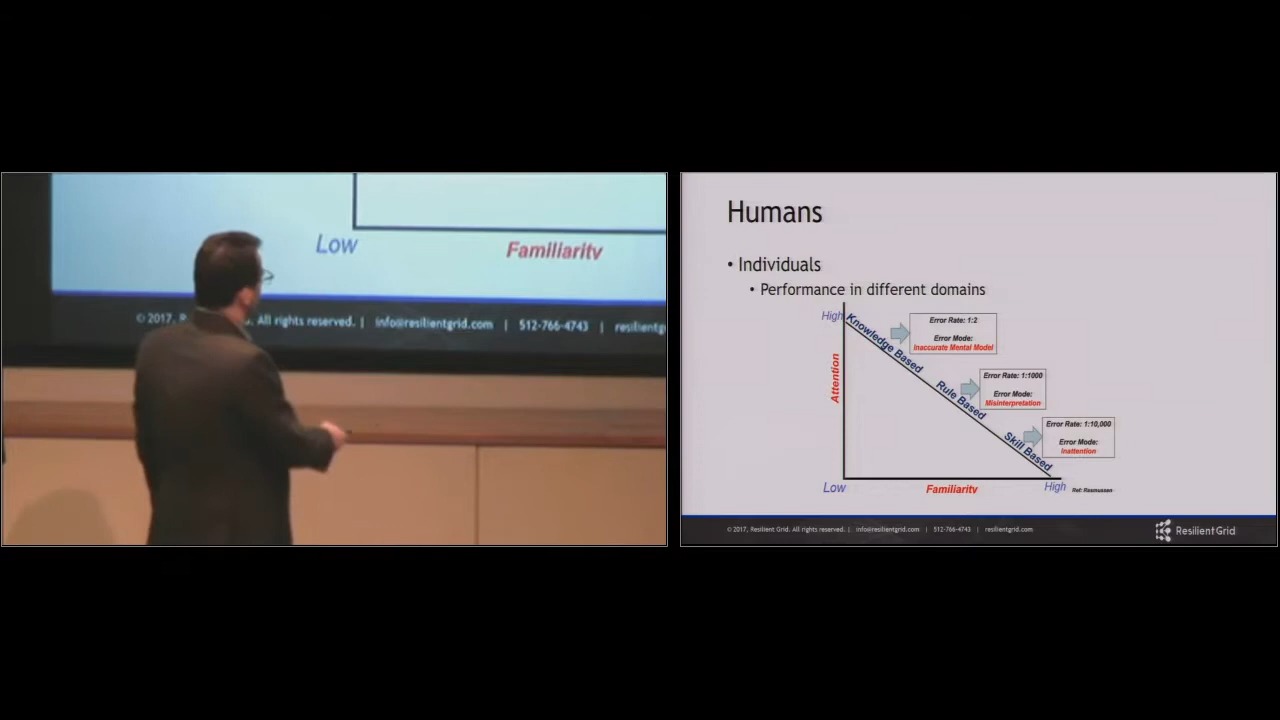 Low
Familiarity
© 2017, Resilient Grid. All rights reserved. | info@resilientgrid.com | 512-766-4743 | resilientg
Humans
• Individuals
• Performance in different domains
High
Knowledge Based
Error Rate: 1:2
Error Mode:
Inaccurate Mental Model
Attention
Rule Based
Error Rate: 1:1000
Error Mode:
Misinterpretation
Skill Based
Error Rate: 1:10,000
Error Mode:
Inattention
Low
Familiarity
High
Ref: Rasmussen
© 2017, Resilient Grid. All rights reserved. | info@resilientgrid.com | 512-766-4743 | resilientgrid.com
ResilientGrid